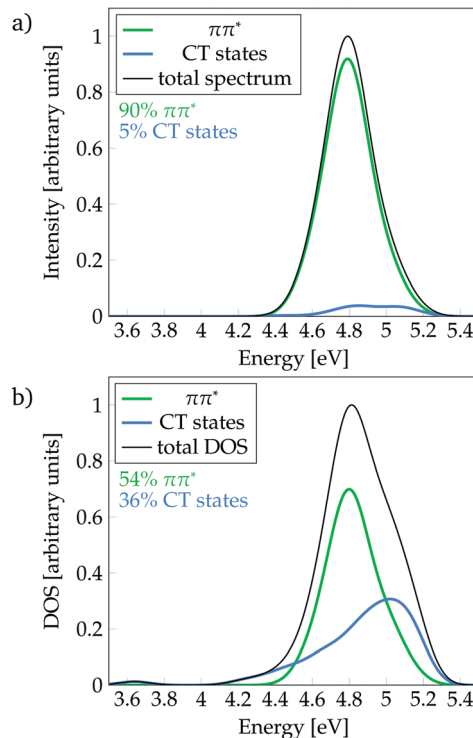 a)
ππ*
CT states
total spectrum
90% ππ*
5% CT states
Intensity [arbitrary units]
1
0.8
0.6
0.4
0.2
0
3.6 3.8 4 4.2 4.4 4.6 4.8 5 5.2 5.4
Energy [eV]
b)
ππ*
CT states
total DOS
54% ππ*
36% CT states
DOS [arbitrary units]
1
0.8
0.6
0.4
0.2
0
3.6 3.8 4 4.2 4.4 4.6 4.8 5 5.2 5.4
Energy [eV]